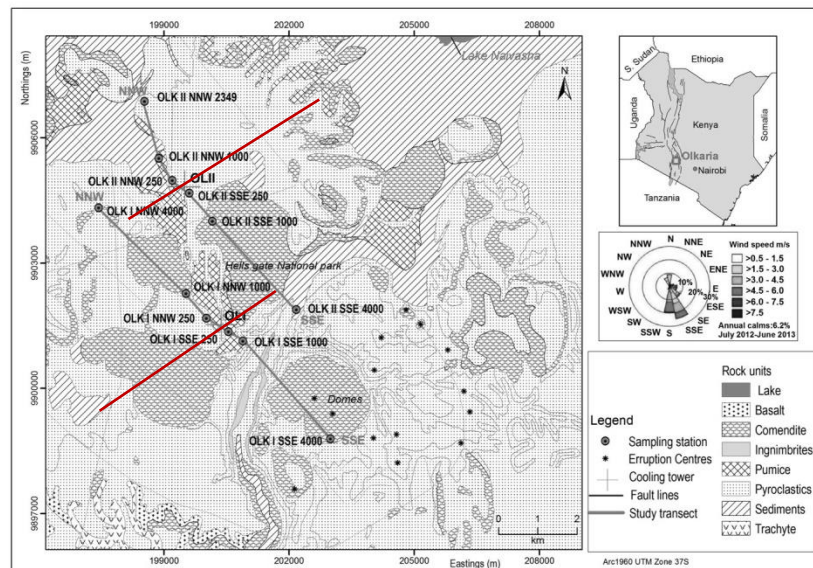 199000 202000 205000 208000
Northings (m)
9906000
9903000
9900000
9897000
Lake Naivasha
N
NNW
OLK II NNW 2349
OLK II NNW 1000
OLK II NNW 250
OLII
OLK II SSE 250
NNW
OLK I NNW 4000
OLK II SSE 1000
Hells gate National park
OLK I NNW 1000
OLK II SSE 4000
SSE
OLK I NNW 250
OLI
OLK I SSE 250
OLK I SSE 1000
Domes
OLK I SSE 4000
SSE
0 1 2
km
199000 202000 Eastings (m) 205000 208000
S. Sudan
Ethiopia
Uganda
Kenya
Somalia
Olkaria
Nairobi
Tanzania
N
NNE
NE
ENE
E
ESE
SE
SSE
S
SSW
SW
WSW
W
WNW
NW
NNW
10%
20%
30%
Wind speed m/s
>0.5 - 1.5
>1.5 - 3.0
>3.0 - 4.5
>4.5 - 6.0
>6.0 - 7.5
>7.5
Annual calms:6.2%
July 2012-June 2013
Legend
Sampling station
Erruption Centres
Cooling tower
Fault lines
Study transect
Rock units
Lake
Basalt
Comendite
Ingnimbrites
Pumice
Pyroclastics
Sediments
Trachyte
Arc1960 UTM Zone 37S